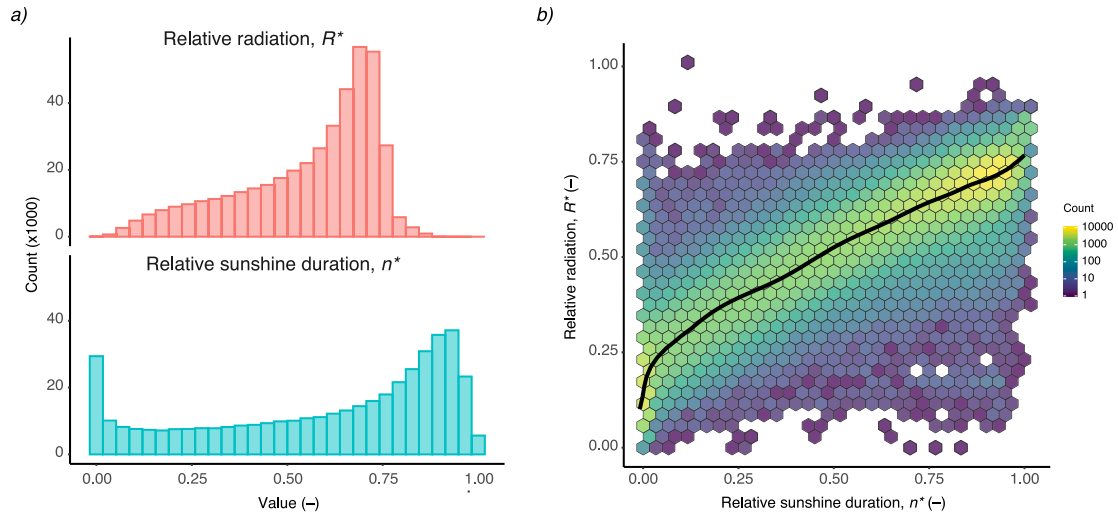 a)
Relative radiation, R*
40
20
0
Relative sunshine duration, n*
40
20
0
Count (x1000)
0.00 0.25 0.50 0.75 1.00
Value (–)
b)
1.00
0.75
0.50
0.25
0.00
Relative radiation, R* (–)
0.00 0.25 0.50 0.75 1.00
Relative sunshine duration, n* (–)
Count
10000
1000
100
10
1